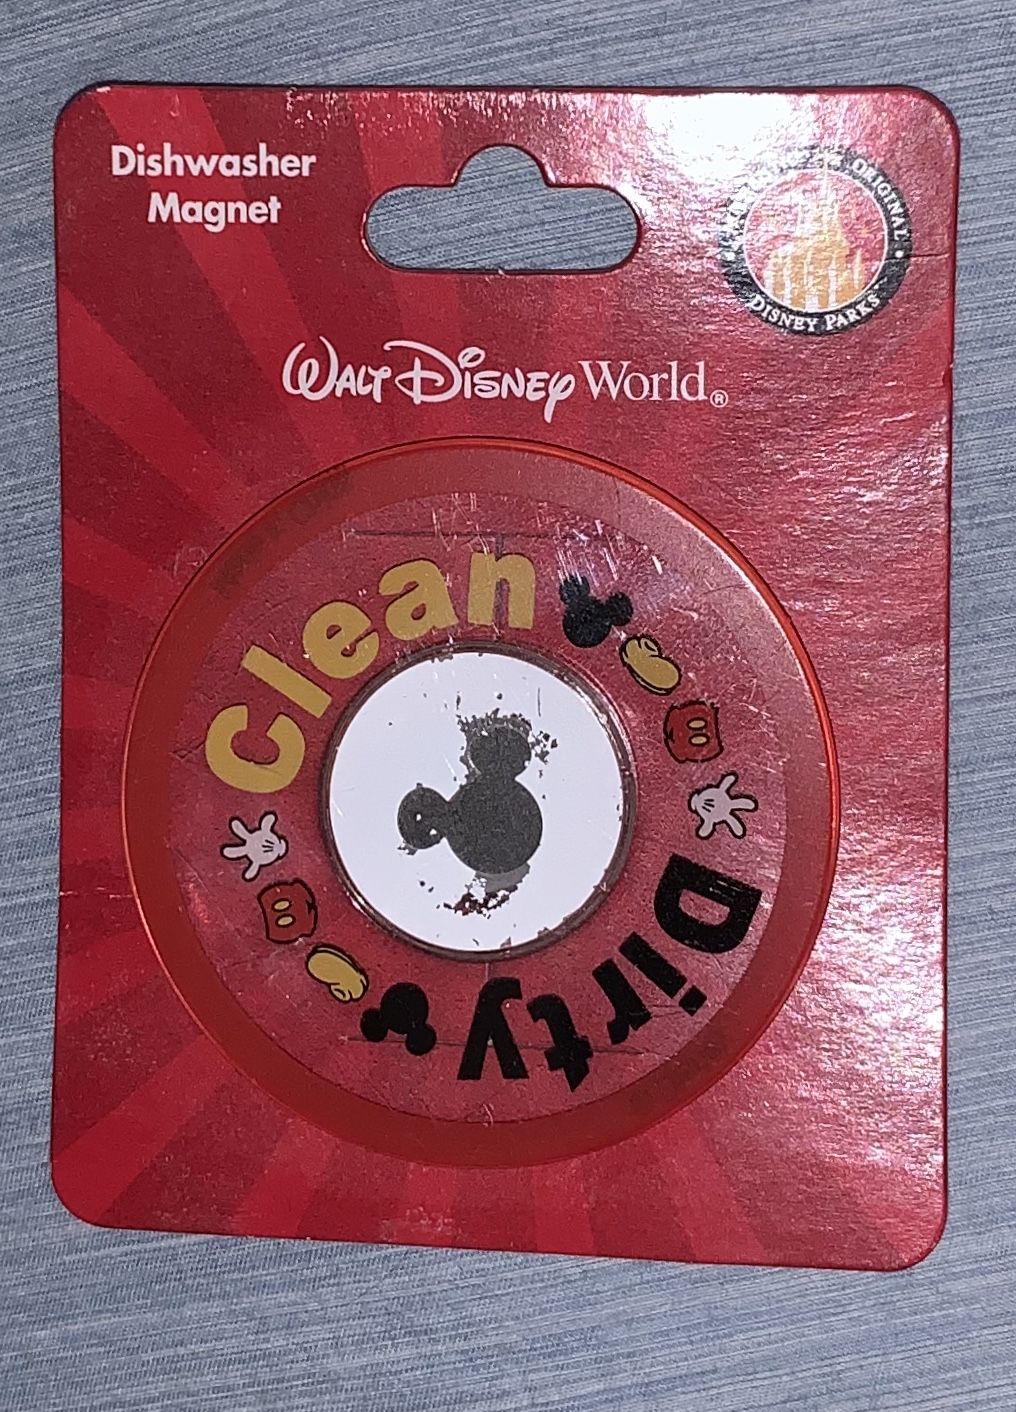 Dishwasher
Magnet
ORIGINAL
DISNEY PARKS
WALT DISNEY World®
Clean
Dirty